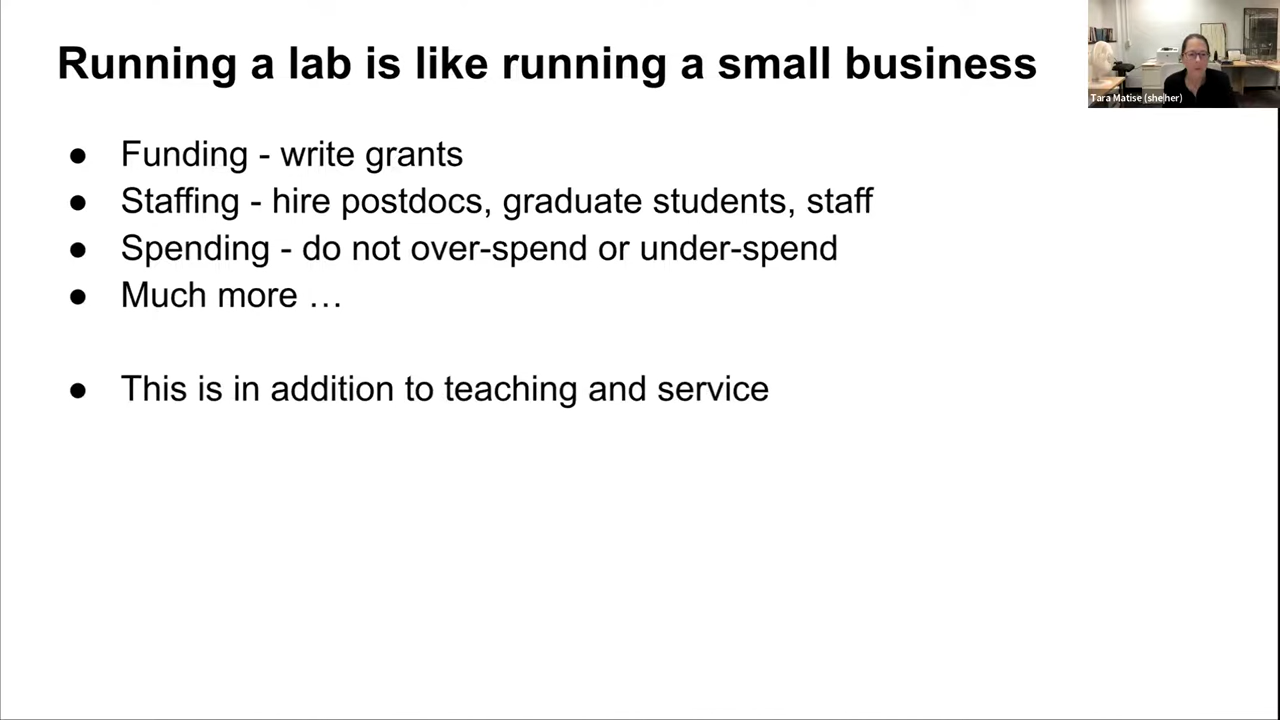 Running a lab is like running a small business
Tara Matise (she/her)
● Funding - write grants
● Staffing - hire postdocs, graduate students, staff
● Spending - do not over-spend or under-spend
● Much more …
● This is in addition to teaching and service